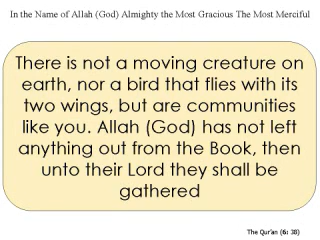 In the Name of Allah (God) Almighty the Most Gracious The Most Merciful
There is not a moving creature on
earth, nor a bird that flies with its
two wings, but are communities
like you. Allah (God) has not left
anything out from the Book, then
unto their Lord they shall be
gathered
The Qur'an (6: 38)